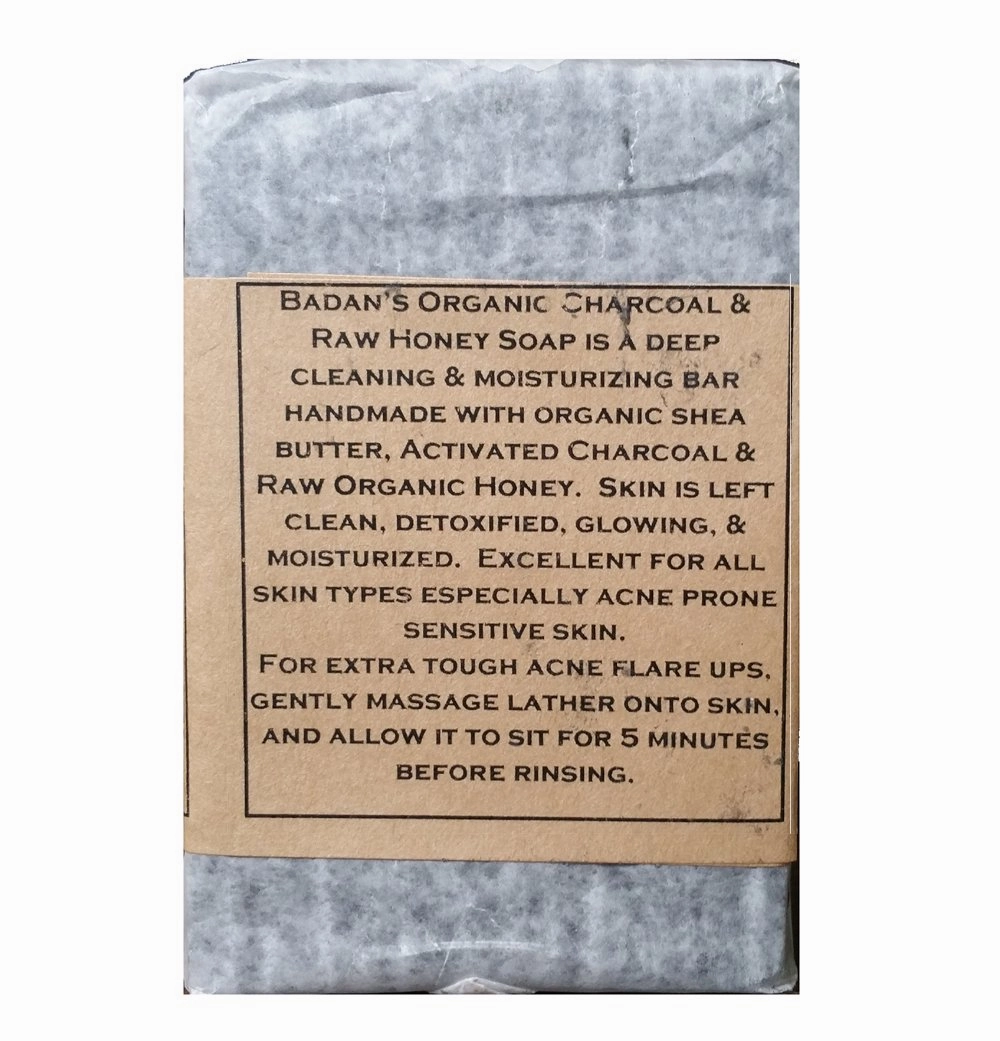 BADAN'S ORGANIC CHARCOAL &
RAW HONEY SOAP IS A DEEP
CLEANING & MOISTURIZING BAR
HANDMADE WITH ORGANIC SHEA
BUTTER, ACTIVATED CHARCOAL &
RAW ORGANIC HONEY. SKIN IS LEFT
CLEAN, DETOXIFIED, GLOWING, &
MOISTURIZED. EXCELLENT FOR ALL
SKIN TYPES ESPECIALLY ACNE PRONE
SENSITIVE SKIN.
FOR EXTRA TOUGH ACNE FLARE UPS,
GENTLY MASSAGE LATHER ONTO SKIN,
AND ALLOW IT TO SIT FOR 5 MINUTES
BEFORE RINSING.